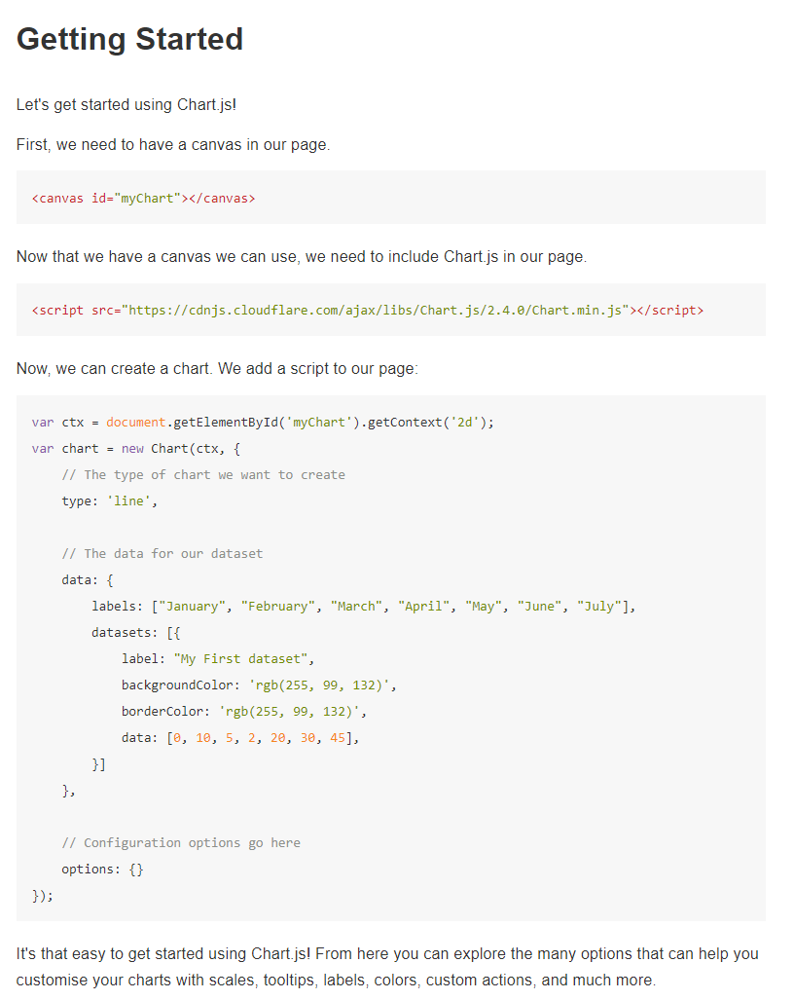 Getting Started
Let's get started using Chart.js!
First, we need to have a canvas in our page.
<canvas id="myChart"></canvas>
Now that we have a canvas we can use, we need to include Chart.js in our page.
<script src="https://cdnjs.cloudflare.com/ajax/libs/Chart.js/2.4.0/Chart.min.js"></script>
Now, we can create a chart. We add a script to our page:
var ctx = document.getElementById('myChart').getContext('2d');
var chart = new Chart(ctx, {
    // The type of chart we want to create
    type: 'line',

    // The data for our dataset
    data: {
        labels: ["January", "February", "March", "April", "May", "June", "July"],
        datasets: [{
            label: "My First dataset",
            backgroundColor: 'rgb(255, 99, 132)',
            borderColor: 'rgb(255, 99, 132)',
            data: [0, 10, 5, 2, 20, 30, 45],
        }]
    },

    // Configuration options go here
    options: {}
});
It's that easy to get started using Chart.js! From here you can explore the many options that can help you
customise your charts with scales, tooltips, labels, colors, custom actions, and much more.